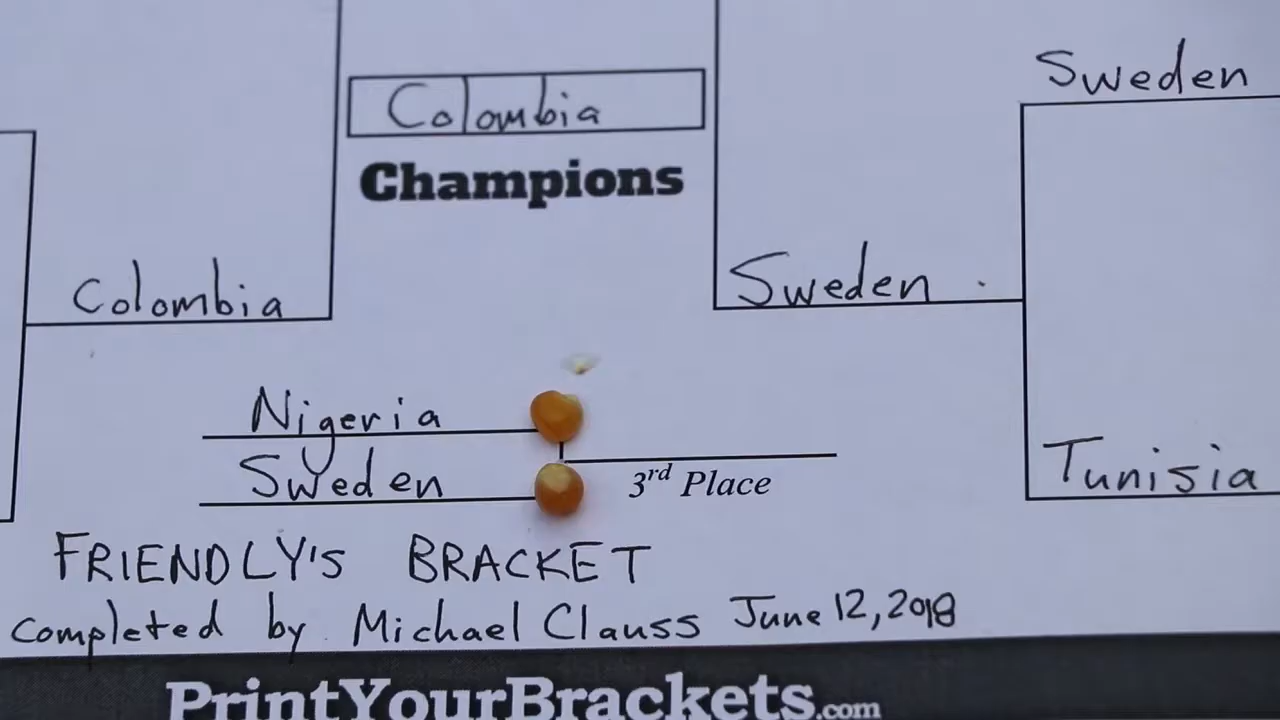 Sweden
Colombia
Champions
Colombia
Sweden
Nigeria
Sweden
3rd Place
Tunisia
FRIENDLY'S BRACKET
Completed by Michael Clauss June 12, 2018
PrintYourBrackets.com